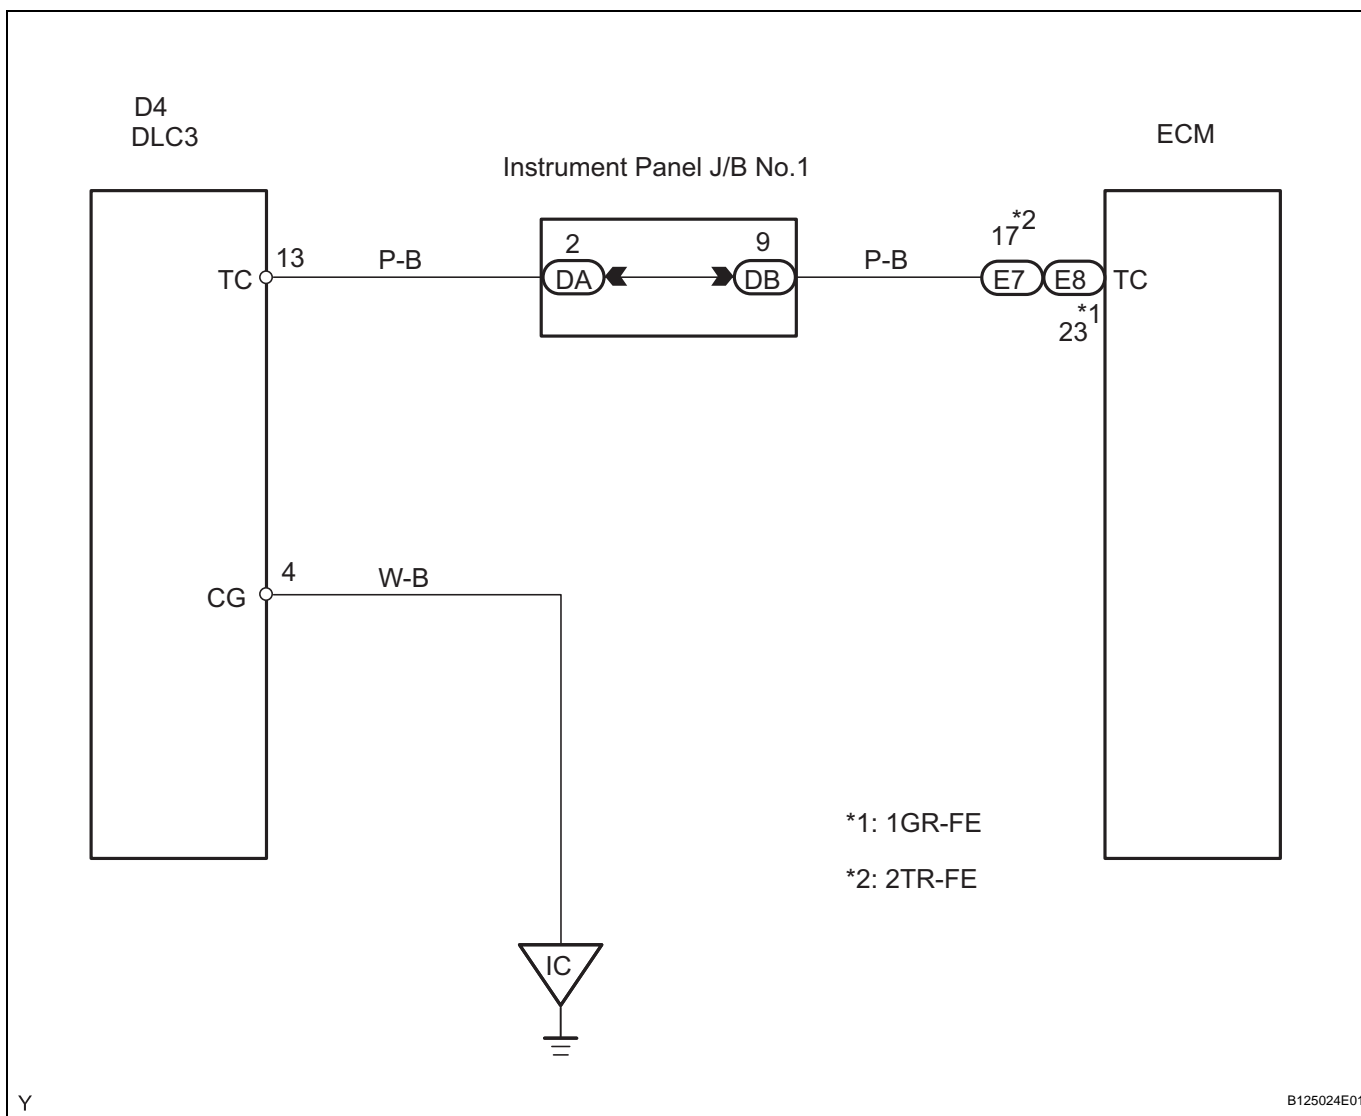 D4
DLC3
ECM
Instrument Panel J/B No.1
TC
13
P-B
2
DA
9
DB
P-B
17*2
E7
E8
TC
23*1
CG
4
W-B
*1: 1GR-FE
*2: 2TR-FE
IC
Y
B125024E01